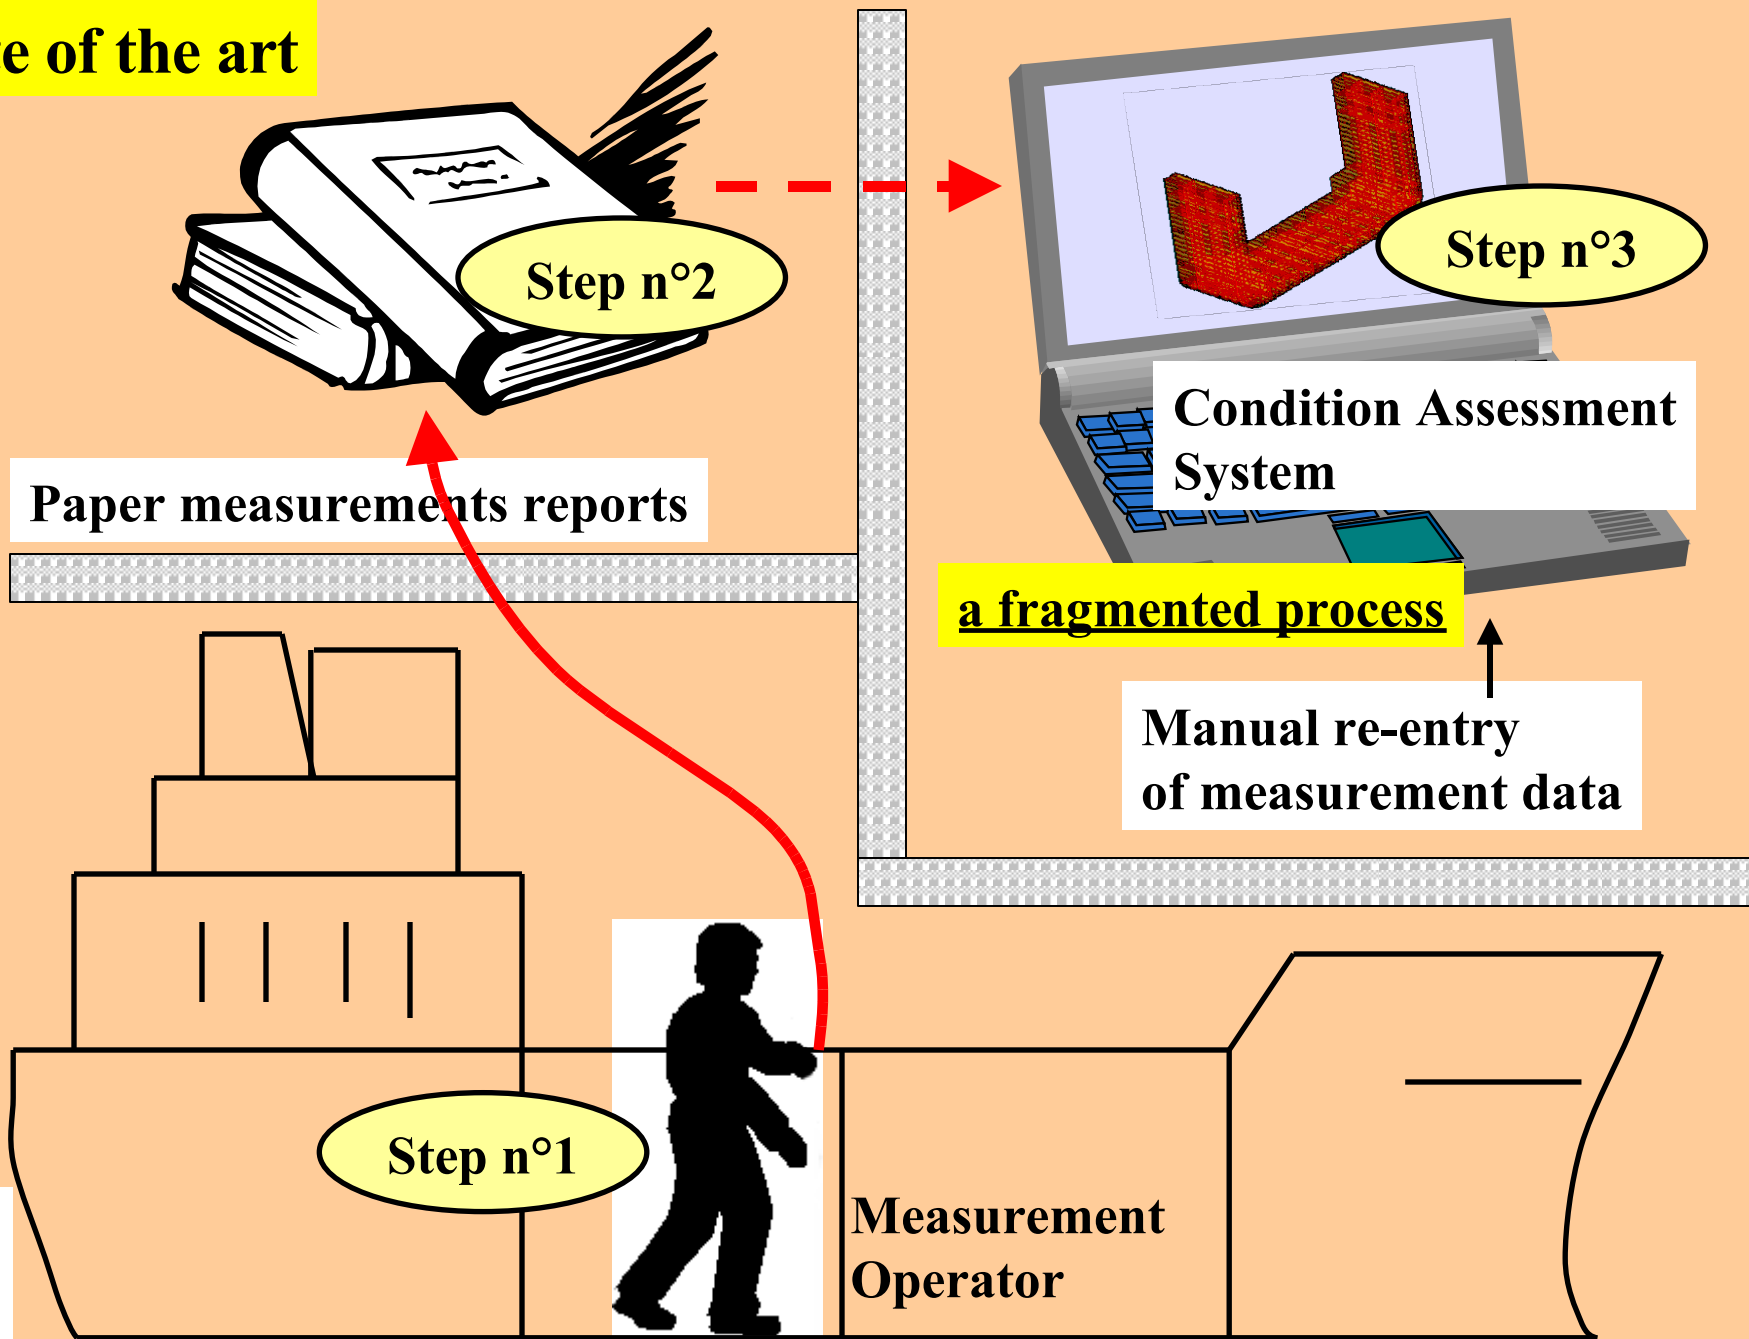 e of the art
Step n°2
Step n°3
Condition Assessment
System
Paper measurements reports
a fragmented process
Manual re-entry
of measurement data
Step n°1
Measurement
Operator